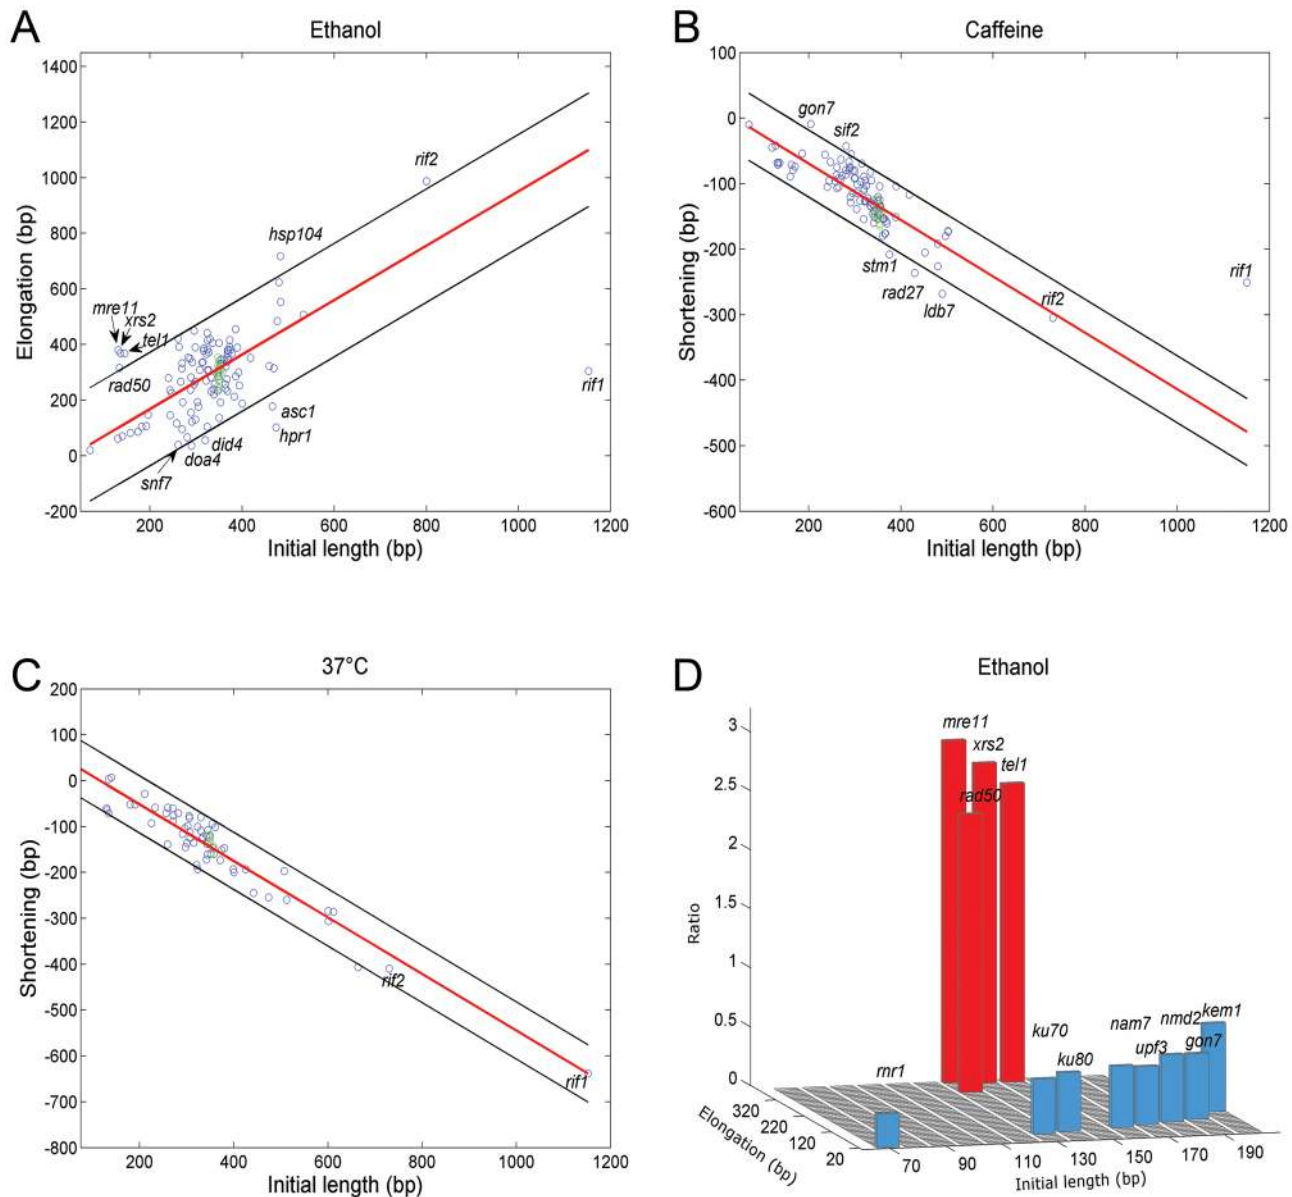 A
Ethanol
1400
1200
1000
800
600
400
200
0
-200
Elongation (bp)
rif2
hsp104
mre11
xrs2
tel1
rad50
rif1
asc1
hpr1
did4
doa4
snf7
200 400 600 800 1000 1200
Initial length (bp)
B
Caffeine
100
0
-100
-200
-300
-400
-500
-600
Shortening (bp)
gon7
sif2
stm1
rad27
ldb7
rif2
rif1
200 400 600 800 1000 1200
Initial length (bp)
C
37°C
200
100
0
-100
-200
-300
-400
-500
-600
-700
-800
Shortening (bp)
rif2
rif1
200 400 600 800 1000 1200
Initial length (bp)
D
Ethanol
3
2.5
2
1.5
1
0.5
0
Ratio
mre11
xrs2
tel1
rad50
rnr1
ku70
ku80
nam7
upf3
nmd2
gon7
kem1
320
220
120
20
Elongation (bp)
70 90 110 130 150 170 190
Initial length (bp)